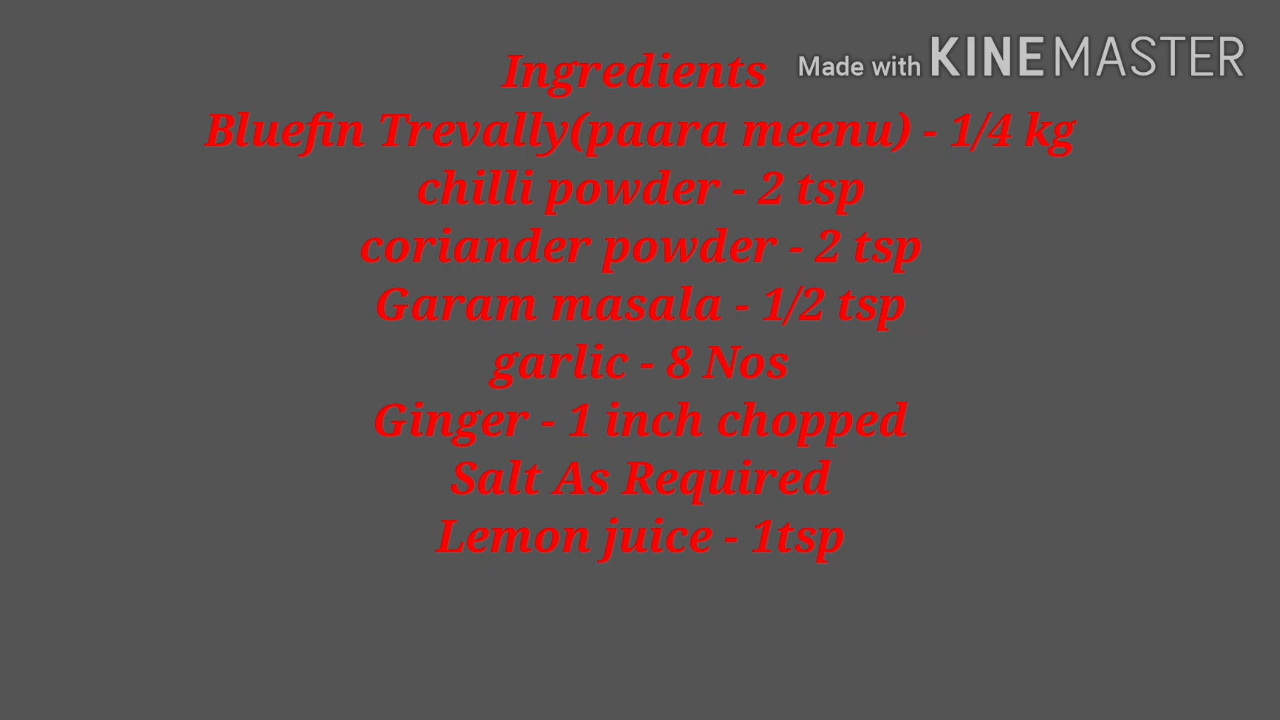 Ingredients
Made with KINEMASTER
Bluefin Trevally(paara meenu) - 1/4 kg
chilli powder - 2 tsp
coriander powder - 2 tsp
Garam masala - 1/2 tsp
garlic - 8 Nos
Ginger - 1 inch chopped
Salt As Required
Lemon juice - 1tsp